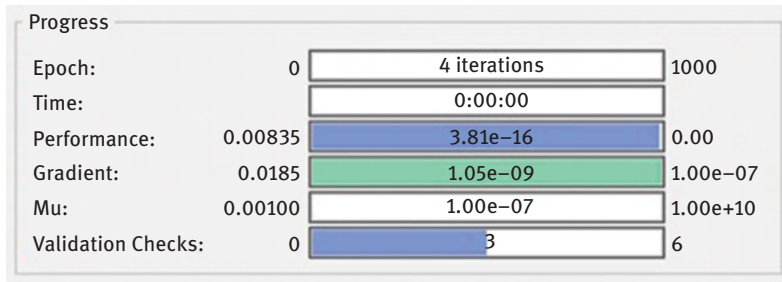 Progress
Epoch: 0 4 iterations 1000
Time: 0:00:00
Performance: 0.00835 3.81e−16 0.00
Gradient: 0.0185 1.05e−09 1.00e−07
Mu: 0.00100 1.00e−07 1.00e+10
Validation Checks: 0 3 6